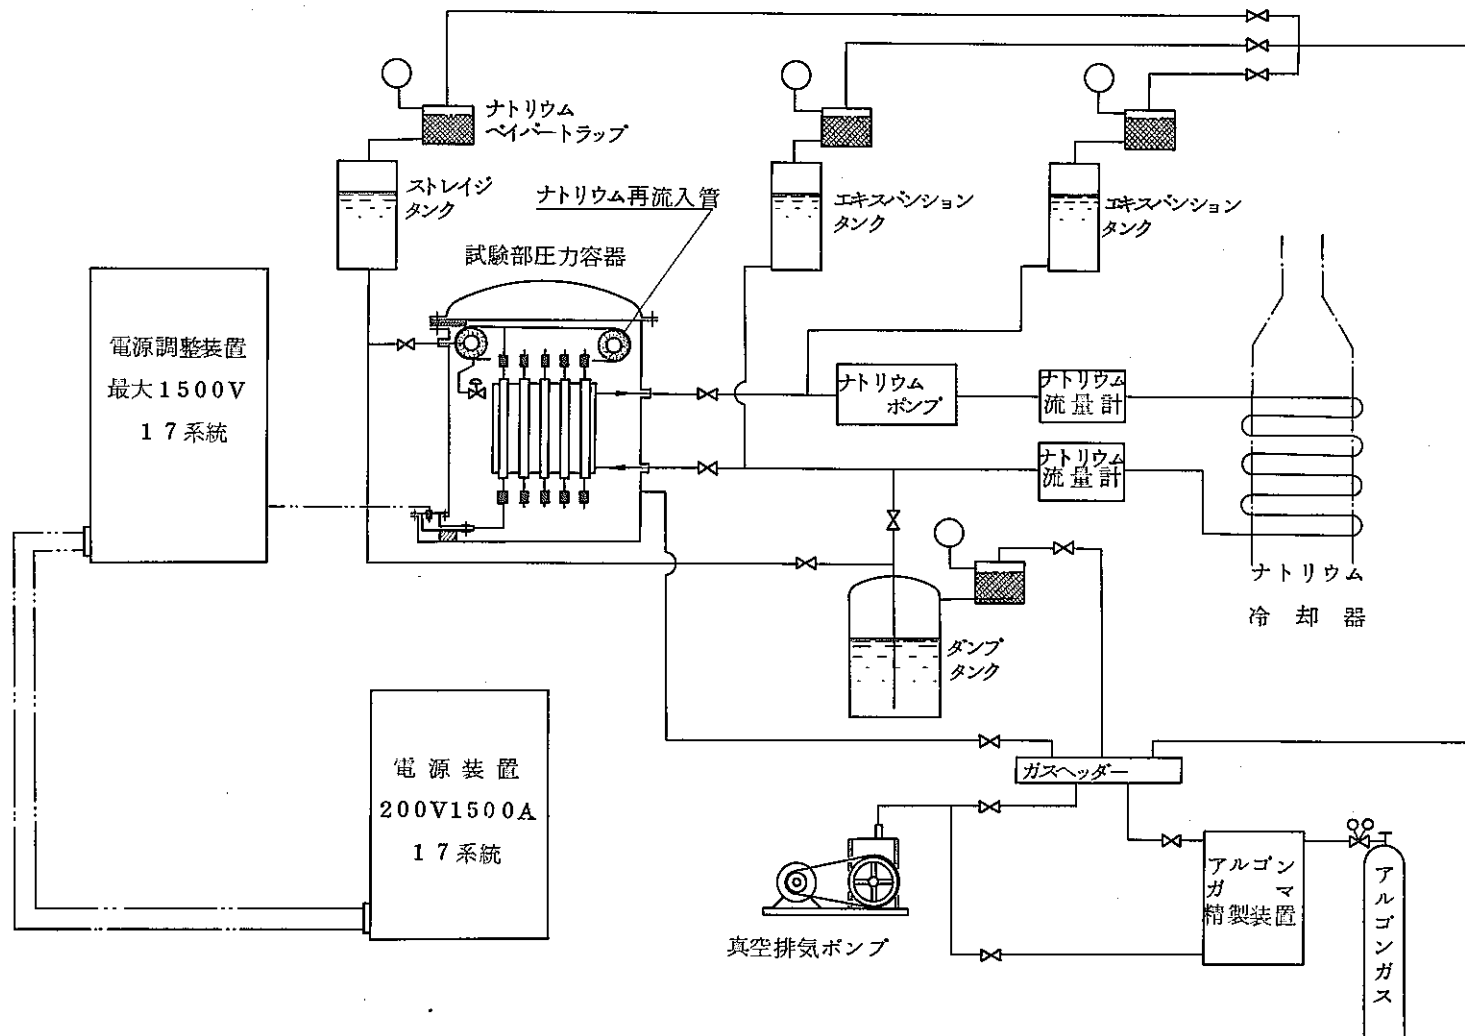 ナトリウム
ベイパートラップ
ストレイジ
タンク
ナトリウム再流入管
エキスパンション
タンク
エキスパンション
タンク
試験部圧力容器
電源調整装置
最大1500V
17系統
ナトリウム
ポンプ
ナトリウム
流量計
ナトリウム
流量計
ナトリウム
冷却器
ダンプ
タンク
電源装置
200V1500A
17系統
ガスヘッダー
アルゴン
ガマ
精製装置
アルゴンガス
真空排気ポンプ